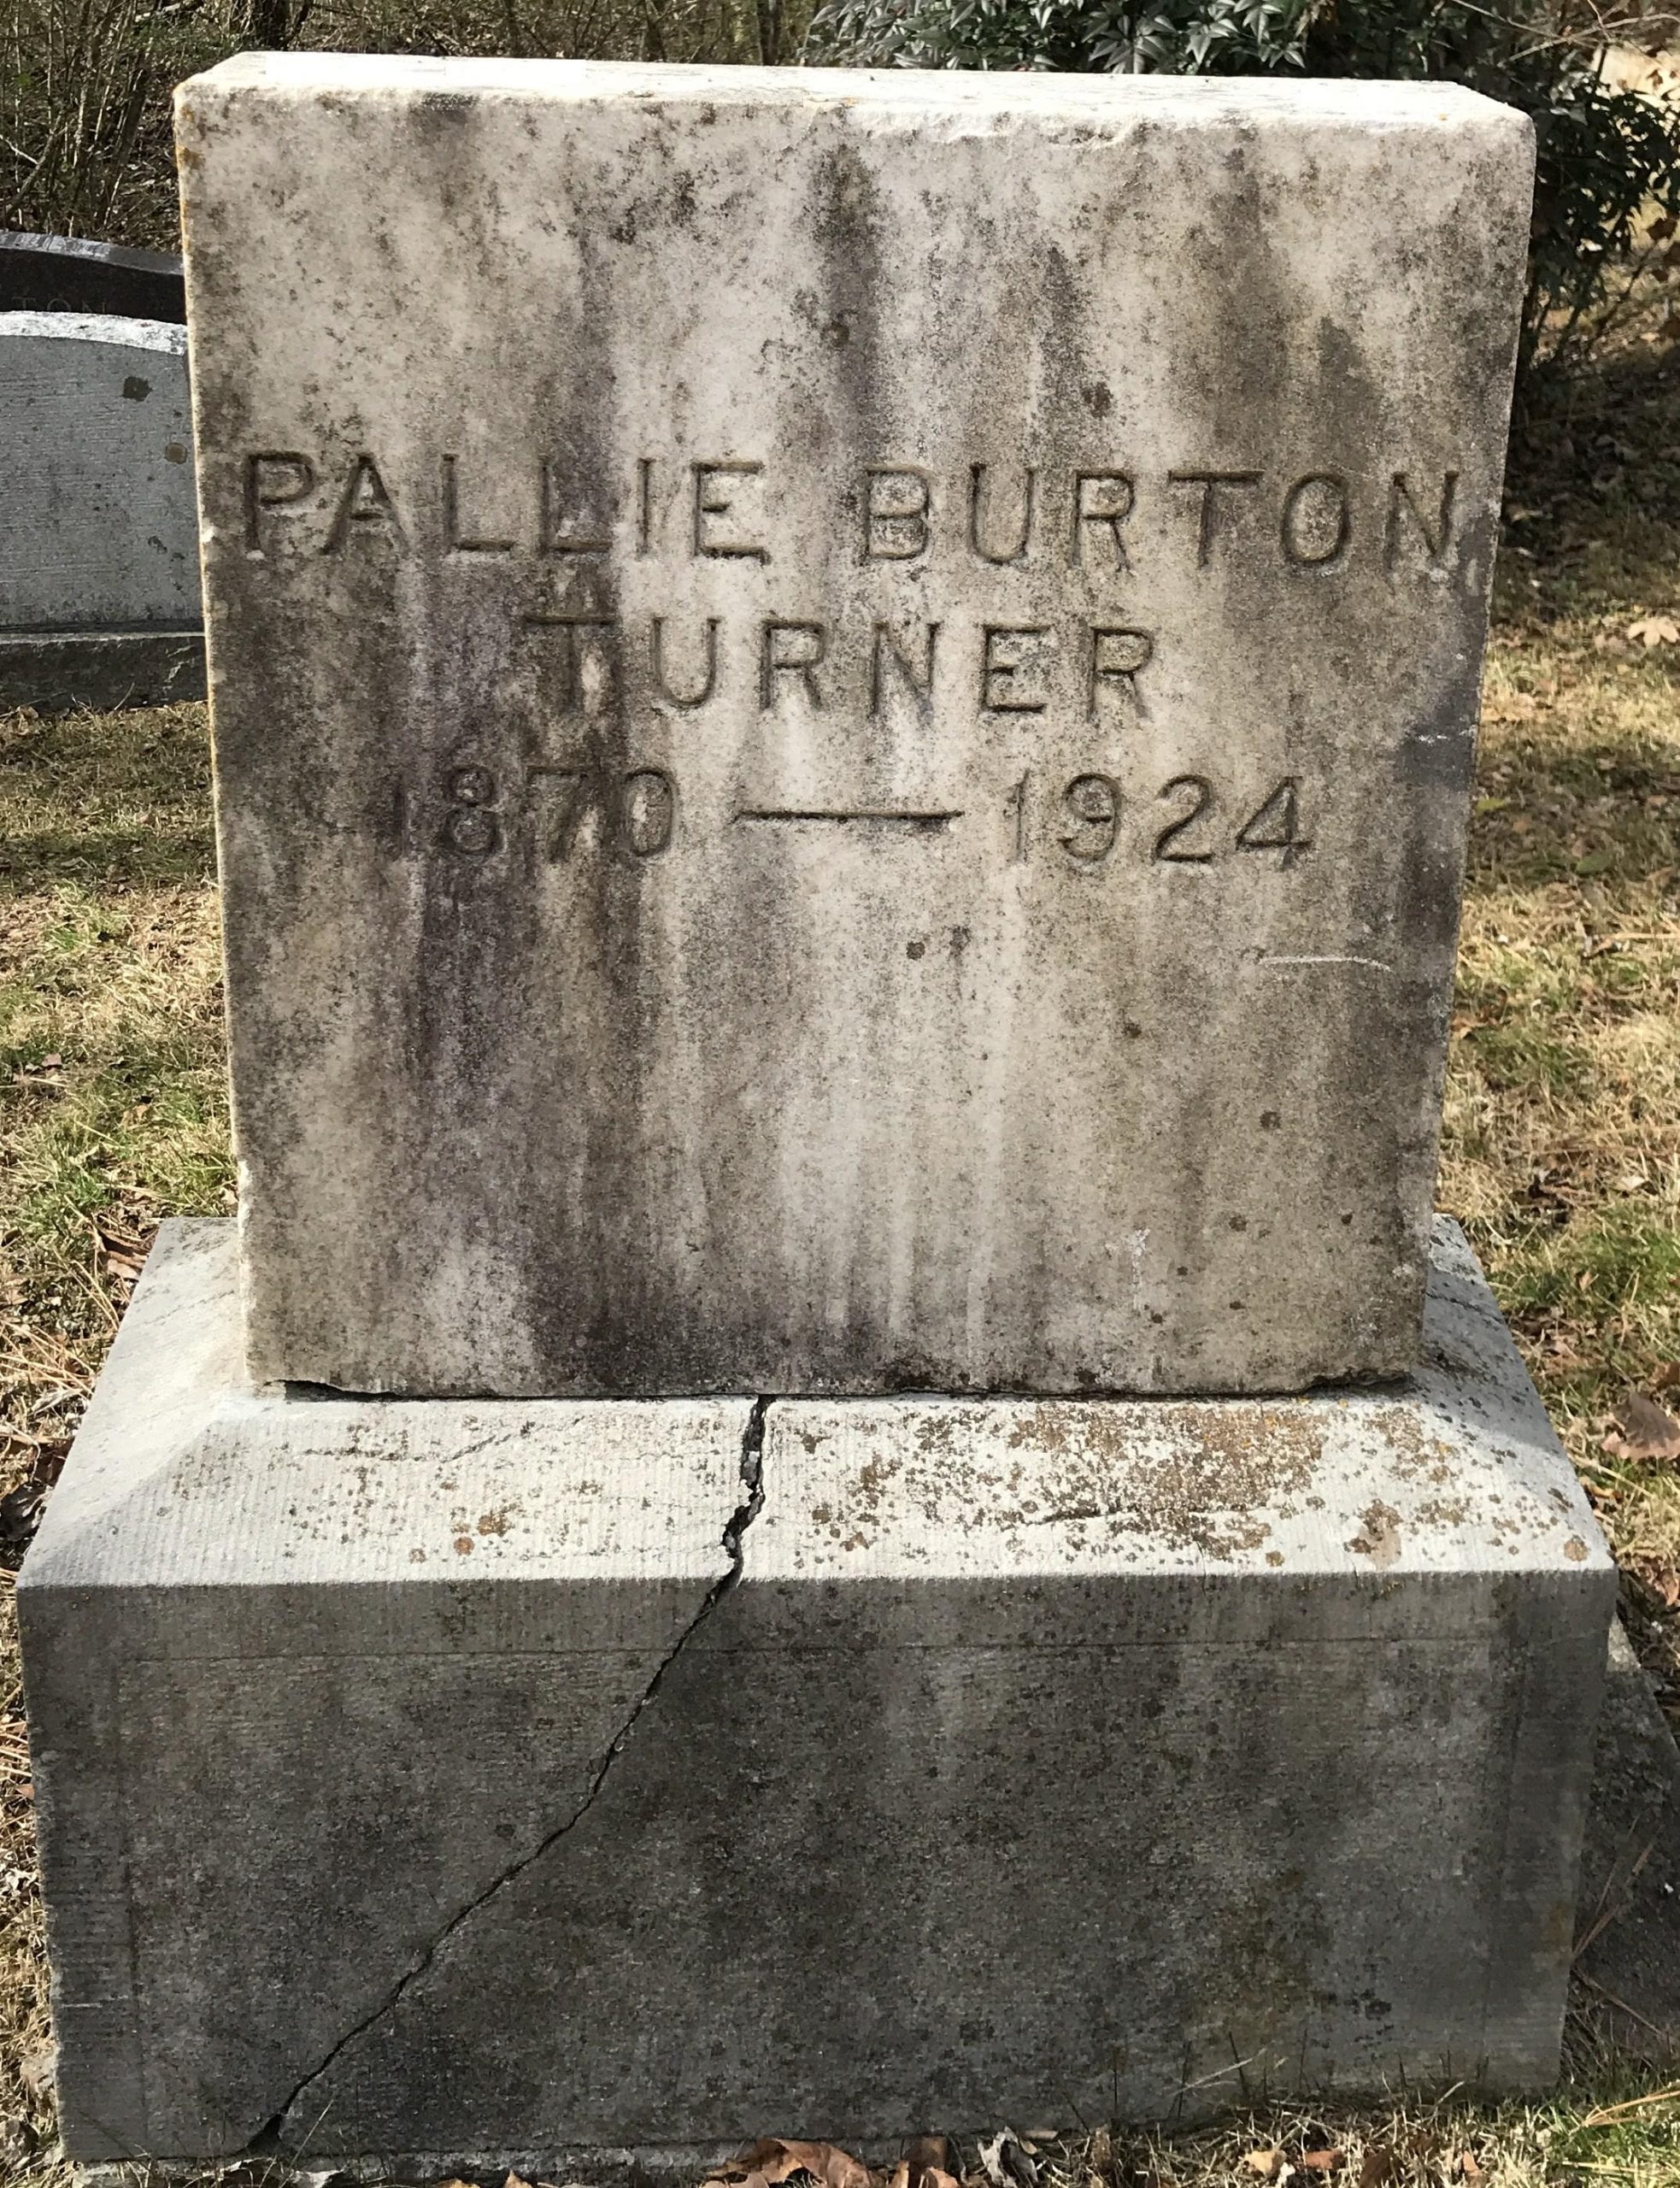 PALLIE BURTON
TURNER
1870 — 1924